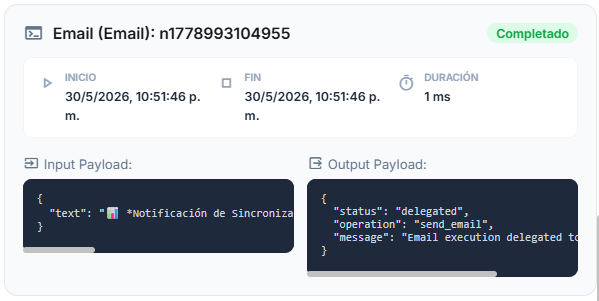 Email (Email): n1778993104955
Completado
INICIO
30/5/2026, 10:51:46 p.
m.
FIN
30/5/2026, 10:51:46 p.
m.
DURACIÓN
1 ms
Input Payload:
{
"text": "📊 *Notificación de Sincroniza
}
Output Payload:
{
"status": "delegated",
"operation": "send_email",
"message": "Email execution delegated to
}